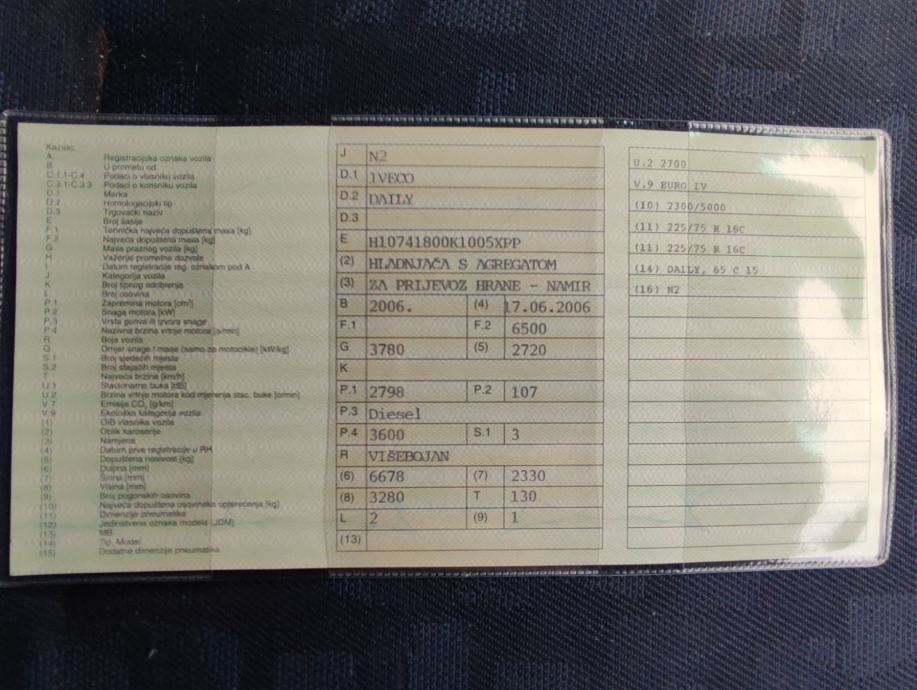 Kazalo:
A Registracijska oznaka vozila
B U prometu od
C.1.1-C.4 Podaci o vlasniku vozila
C.3.1-C.3.3 Podaci o korisniku vozila
D.1 Marka
D.2 Homologacijski tip
D.3 Trgovački naziv
E Broj šasije
F.1 Tehnička najveća dopuštena masa [kg]
F.2 Najveća dopuštena masa [kg]
G Masa praznog vozila [kg]
H Važenje prometne dozvole
I Datum registracije reg. oznakom pod A
J Kategorija vozila
K Broj tipnog odobrenja
L Broj osovina
P.1 Zapremina motora [cm³]
P.2 Snaga motora [kW]
P.3 Vrsta goriva ili izvora snage
P.4 Nazivna brzina vrtnje motora [o/min]
R Boja vozila
Q Omjer snage i mase (samo za motocikle) [kW/kg]
S.1 Broj sjedećih mjesta
S.2 Broj stajaćih mjesta
T Najveća brzina [km/h]
U.1 Stacionarna buka [dB]
U.2 Brzina vrtnje motora kod mjerenja stac. buke [o/min]
V.7 Emisija CO₂ [g/km]
V.9 Ekološka kategorija vozila
(1) OIB vlasnika vozila
(2) Oblik karoserije
(3) Namjena
(4) Datum prve registracije u RH
(5) Dopuštena nosivost [kg]
(6) Duljina [mm]
(7) Širina [mm]
(8) Visina [mm]
(9) Broj pogonskih osovina
(10) Najveća dopuštena osovinska opterećenja [kg]
(11) Dimenzije pneumatika
(12) Jedinstvena oznaka modela [JOM]
(13) MB
(14) Tip, Model
(15) Dodatne dimenzije pneumatika
J N2
D.1 IVECO
D.2 DAILY
D.3
E H10741800K1005XPP
(2) HLADNJAČA S AGREGATOM
(3) ZA PRIJEVOZ HRANE - NAMIR
B 2006. (4) 17.06.2006
F.1 F.2 6500
G 3780 (5) 2720
K
P.1 2798 P.2 107
P.3 Diesel
P.4 3600 S.1 3
R VIŠEBOJAN
(6) 6678 (7) 2330
(8) 3280 T 130
L 2 (9) 1
(13)
U.2 2700
V.9 EURO IV
(10) 2300/5000
(11) 225/75 R 16C
(11) 225/75 R 16C
(14) DAILY, 65 C 15
(16) N2